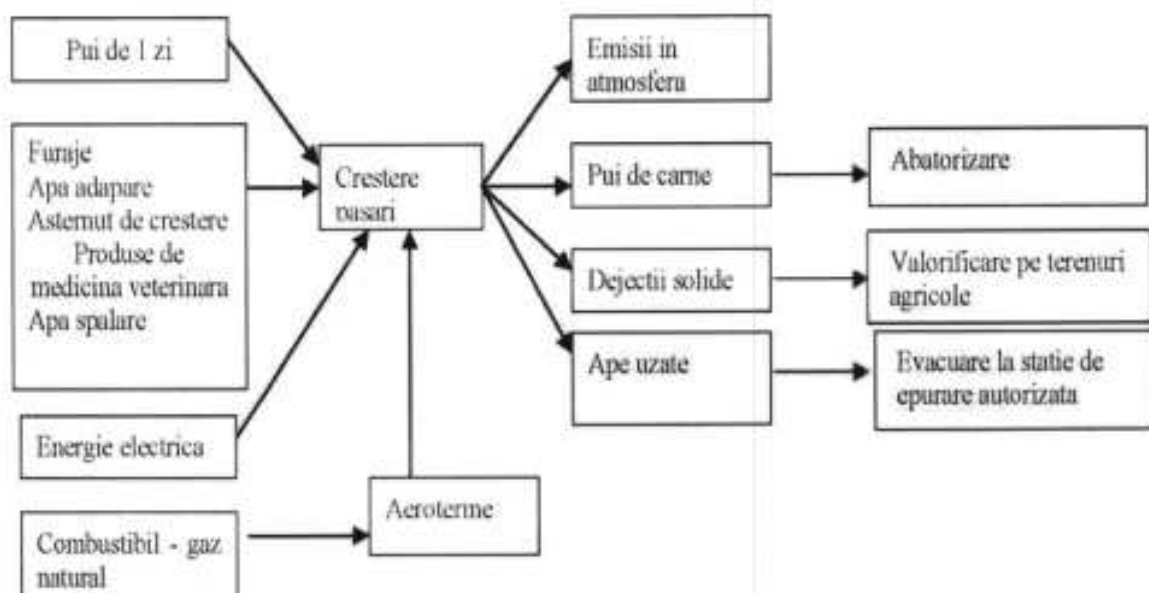 Pui de 1 zi
Furaje
Apa adapare
Asternut de crestere
Produse de
medicina veterinara
Apa spalare
Energie electrica
Combustibil - gaz
natural
Crestere
pasari
Aeroterme
Emisii in
atmosfera
Pui de carne
Dejectii solide
Ape uzate
Abatorizare
Valorificare pe terenuri
agricole
Evacuare la statie de
epurare autorizata